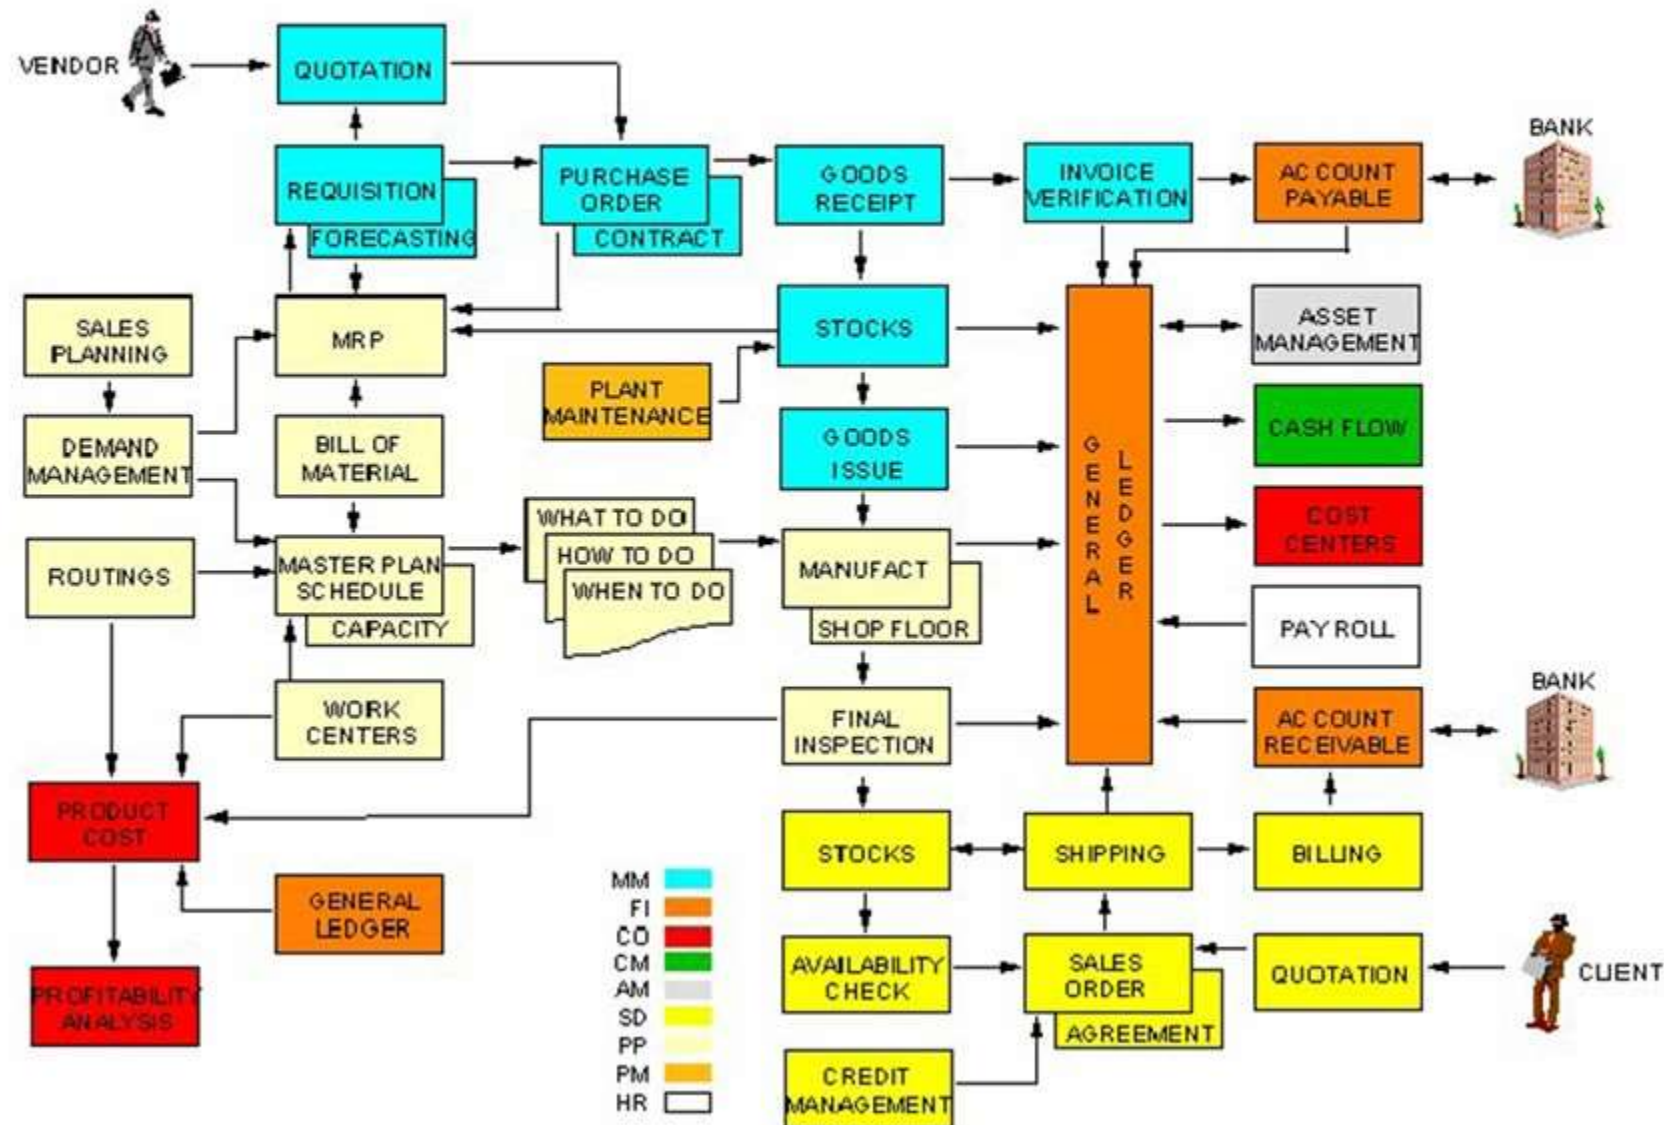 VENDOR
QUOTATION
BANK
REQUISITION
FORECASTING
PURCHASE
ORDER
CONTRACT
GOODS
RECEIPT
INVOICE
VERIFICATION
AC COUNT
PAYABLE
SALES
PLANNING
MRP
STOCKS
ASSET
MANAGEMENT
PLANT
MAINTENANCE
DEMAND
MANAGEMENT
BILL OF
MATERIAL
GOODS
ISSUE
GENERAL
LEDGER
CASH FLOW
WHAT TO DO
HOW TO DO
WHEN TO DO
COST
CENTERS
ROUTINGS
MASTER PLAN
SCHEDULE
CAPACITY
MANUFACT
SHOP FLOOR
PAY ROLL
WORK
CENTERS
FINAL
INSPECTION
AC COUNT
RECEIVABLE
BANK
PRODUCT
COST
STOCKS
SHIPPING
BILLING
GENERAL
LEDGER
MM
FI
CO
CM
AM
SD
PP
PM
HR
PROFITABILITY
ANALYSIS
AVAILABILITY
CHECK
SALES
ORDER
AGREEMENT
QUOTATION
CLIENT
CREDIT
MANAGEMENT